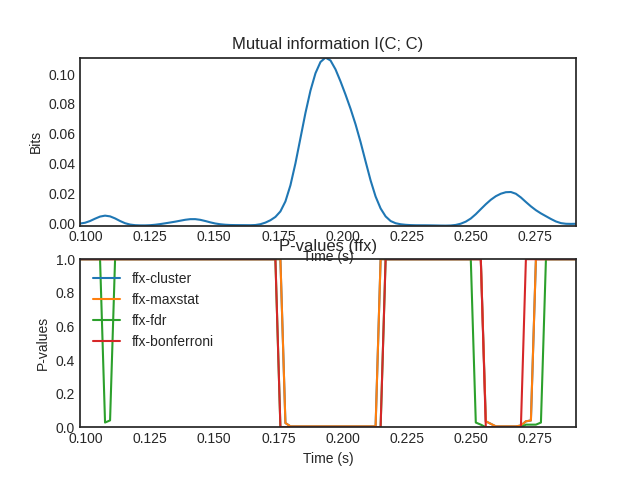 Mutual information I(C; C)
0.10
0.08
0.06
0.04
0.02
0.00
Bits
0.100 0.125 0.150 0.175 0.200 0.225 0.250 0.275
Time (s)
P-values (ffx)
1.0
0.8
0.6
0.4
0.2
0.0
P-values
ffx-cluster
ffx-maxstat
ffx-fdr
ffx-bonferroni
0.100 0.125 0.150 0.175 0.200 0.225 0.250 0.275
Time (s)